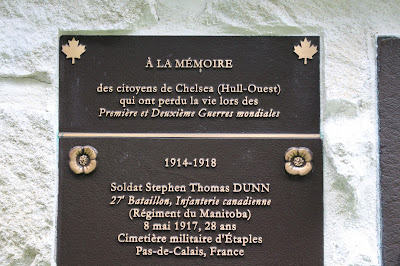 À LA MÉMOIRE
des citoyens de Chelsea (Hull-Ouest)
qui ont perdu la vie lors des
Première et Deuxième Guerres mondiales
1914-1918
Soldat Stephen Thomas DUNN
27e Bataillon, Infanterie canadienne
(Régiment du Manitoba)
8 mai 1917, 28 ans
Cimetière militaire d'Étaples
Pas-de-Calais, France